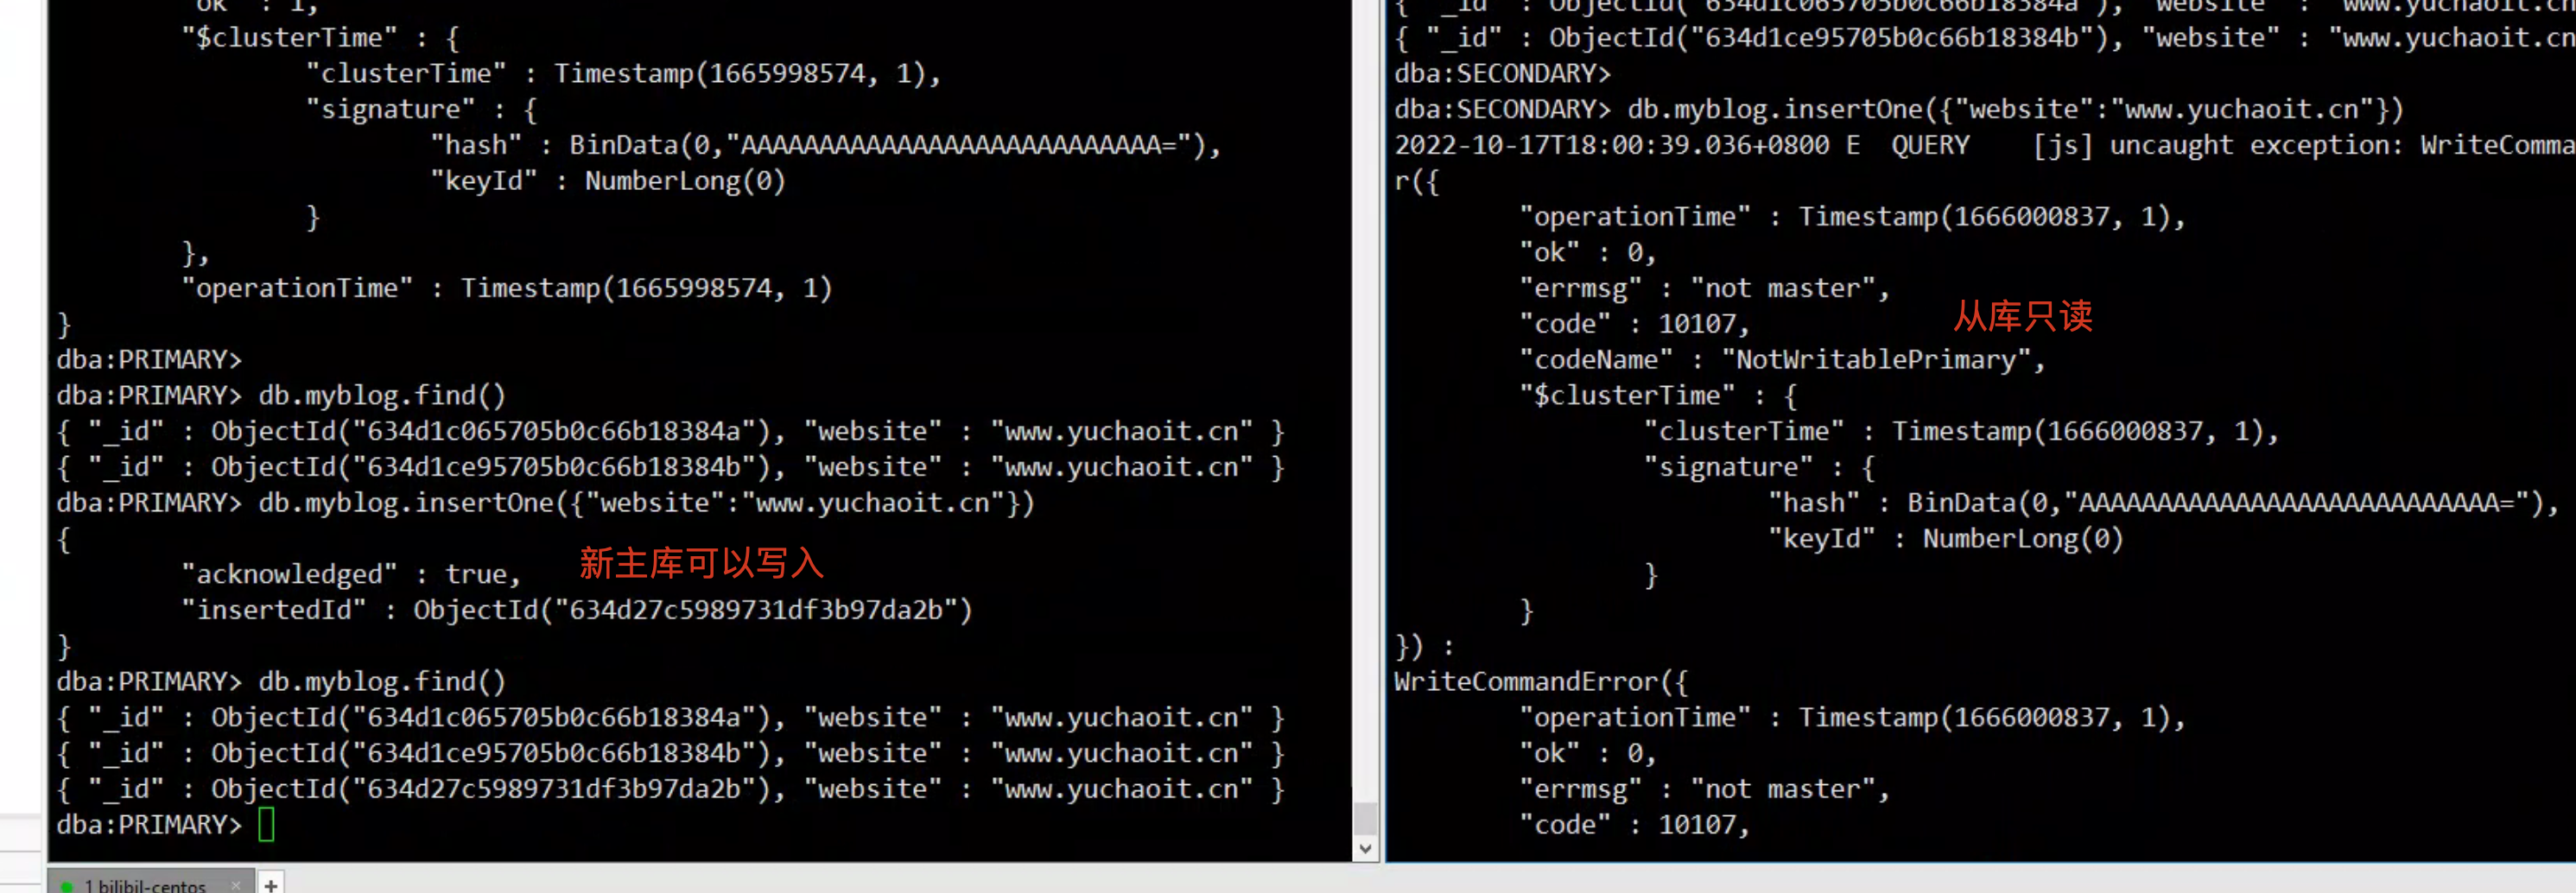 "ok" : 1,
"$clusterTime" : {
"clusterTime" : Timestamp(1665998574, 1),
"signature" : {
"hash" : BinData(0,"AAAAAAAAAAAAAAAAAAAAAAAAAAA="),
"keyId" : NumberLong(0)
}
},
"operationTime" : Timestamp(1665998574, 1)
}
dba:PRIMARY>
dba:PRIMARY> db.myblog.find()
{ "_id" : ObjectId("634d1c065705b0c66b18384a"), "website" : "www.yuchaoit.cn" }
{ "_id" : ObjectId("634d1ce95705b0c66b18384b"), "website" : "www.yuchaoit.cn" }
dba:PRIMARY> db.myblog.insertOne({"website":"www.yuchaoit.cn"})
{
新主库可以写入
"acknowledged" : true,
"insertedId" : ObjectId("634d27c5989731df3b97da2b")
}
dba:PRIMARY> db.myblog.find()
{ "_id" : ObjectId("634d1c065705b0c66b18384a"), "website" : "www.yuchaoit.cn" }
{ "_id" : ObjectId("634d1ce95705b0c66b18384b"), "website" : "www.yuchaoit.cn" }
{ "_id" : ObjectId("634d27c5989731df3b97da2b"), "website" : "www.yuchaoit.cn" }
dba:PRIMARY>
{ "_id" : ObjectId("634d1c065705b0c66b18384a"), "website" : "www.yuchaoit.cn
{ "_id" : ObjectId("634d1ce95705b0c66b18384b"), "website" : "www.yuchaoit.cn
dba:SECONDARY>
dba:SECONDARY> db.myblog.insertOne({"website":"www.yuchaoit.cn"})
2022-10-17T18:00:39.036+0800 E  QUERY    [js] uncaught exception: WriteComma
r({
"operationTime" : Timestamp(1666000837, 1),
"ok" : 0,
"errmsg" : "not master",
从库只读
"code" : 10107,
"codeName" : "NotWritablePrimary",
"$clusterTime" : {
"clusterTime" : Timestamp(1666000837, 1),
"signature" : {
"hash" : BinData(0,"AAAAAAAAAAAAAAAAAAAAAAAAAAA="),
"keyId" : NumberLong(0)
}
}
}) :
WriteCommandError({
"operationTime" : Timestamp(1666000837, 1),
"ok" : 0,
"errmsg" : "not master",
"code" : 10107,
1 bilibil-centos